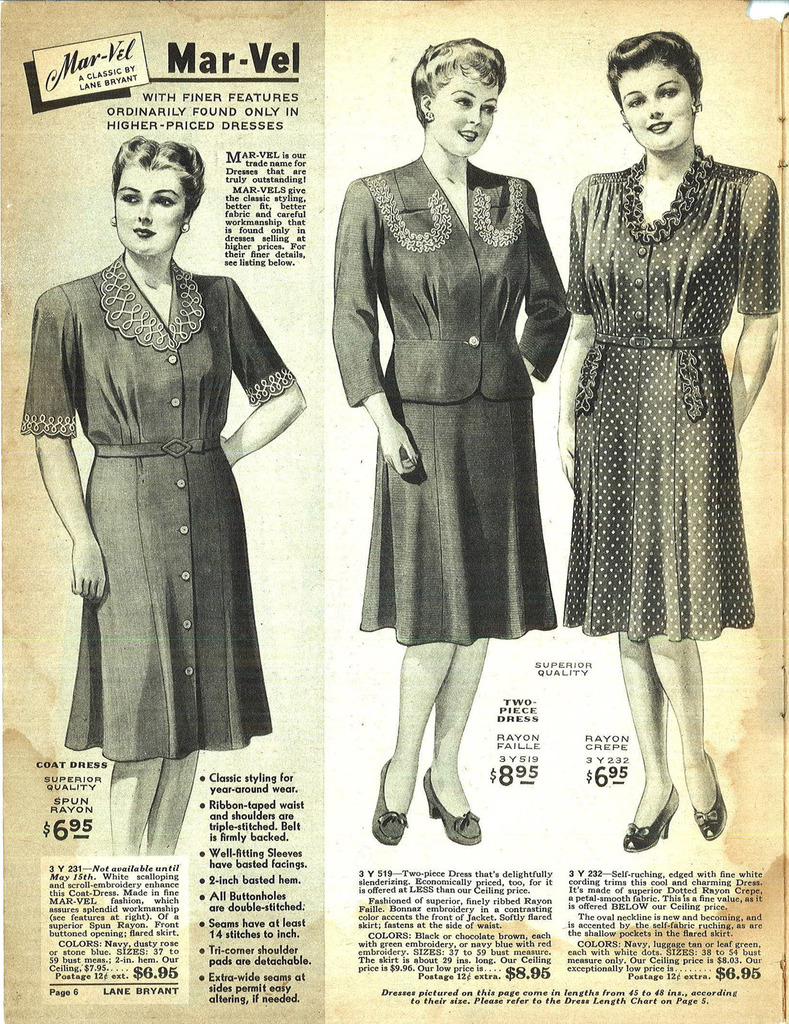 Mar-Vel
A CLASSIC BY
LANE BRYANT
Mar-Vel
WITH FINER FEATURES
ORDINARILY FOUND ONLY IN
HIGHER-PRICED DRESSES
MAR-VEL is our
trade name for
Dresses that are
truly outstanding!
MAR-VELS give
the classic styling,
better fit, better
fabric and careful
workmanship that
is found only in
dresses selling at
higher prices. For
their finer details,
see listing below.
COAT DRESS
SUPERIOR
QUALITY
SPUN
RAYON
$6.95
3 Y 231—Not available until
May 15th. White scalloping
and scroll-embroidery enhance
this Coat-Dress. Made in fine
MAR-VEL fashion, which
assures splendid workmanship
(see features at right). Of a
superior Spun Rayon. Front
buttoned opening; flared skirt.
COLORS: Navy, dusty rose
or stone blue. SIZES: 37 to
59 bust meas.; 2-in. hem. Our
Ceiling, $7.95.....
Postage 12¢ ext. $6.95
Page 6 LANE BRYANT
• Classic styling for
year-around wear.
• Ribbon-taped waist
and shoulders are
triple-stitched. Belt
is firmly backed.
• Well-fitting Sleeves
have basted facings.
• 2-inch basted hem.
• All Buttonholes
are double-stitched.
• Seams have at least
14 stitches to inch.
• Tri-corner shoulder
pads are detachable.
• Extra-wide seams at
sides permit easy
altering, if needed.
SUPERIOR
QUALITY
TWO-
PIECE
DRESS
RAYON
FAILLE
3 Y 519
$8.95
RAYON
CREPE
3 Y 232
$6.95
3 Y 519—Two-piece Dress that's delightfully
slenderizing. Economically priced, too, for it
is offered at LESS than our Ceiling price.
Fashioned of superior, finely ribbed Rayon
Faille. Bonnaz embroidery in a contrasting
color accents the front of jacket. Softly flared
skirt; fastens at the side of waist.
COLORS: Black or chocolate brown, each
with green embroidery, or navy blue with red
embroidery. SIZES: 37 to 59 bust measure.
The skirt is about 29 ins. long. Our Ceiling
price is $9.96. Our low price is....
Postage 12¢ extra. $8.95
3 Y 232—Self-ruching, edged with fine white
cording trims this cool and charming Dress.
It's made of superior Dotted Rayon Crepe,
a petal-smooth fabric. This is a fine value, as it
is offered BELOW our Ceiling price.
The oval neckline is new and becoming, and
is accented by the self-fabric ruching, as are
the shallow pockets in the flared skirt.
COLORS: Navy, luggage tan or leaf green,
each with white dots. SIZES: 38 to 54 bust
measure only. Our Ceiling price is $8.03. Our
exceptionally low price is........
Postage 12¢ extra. $6.95
Dresses pictured on this page come in lengths from 45 to 48 ins., according
to their size. Please refer to the Dress Length Chart on Page 5.